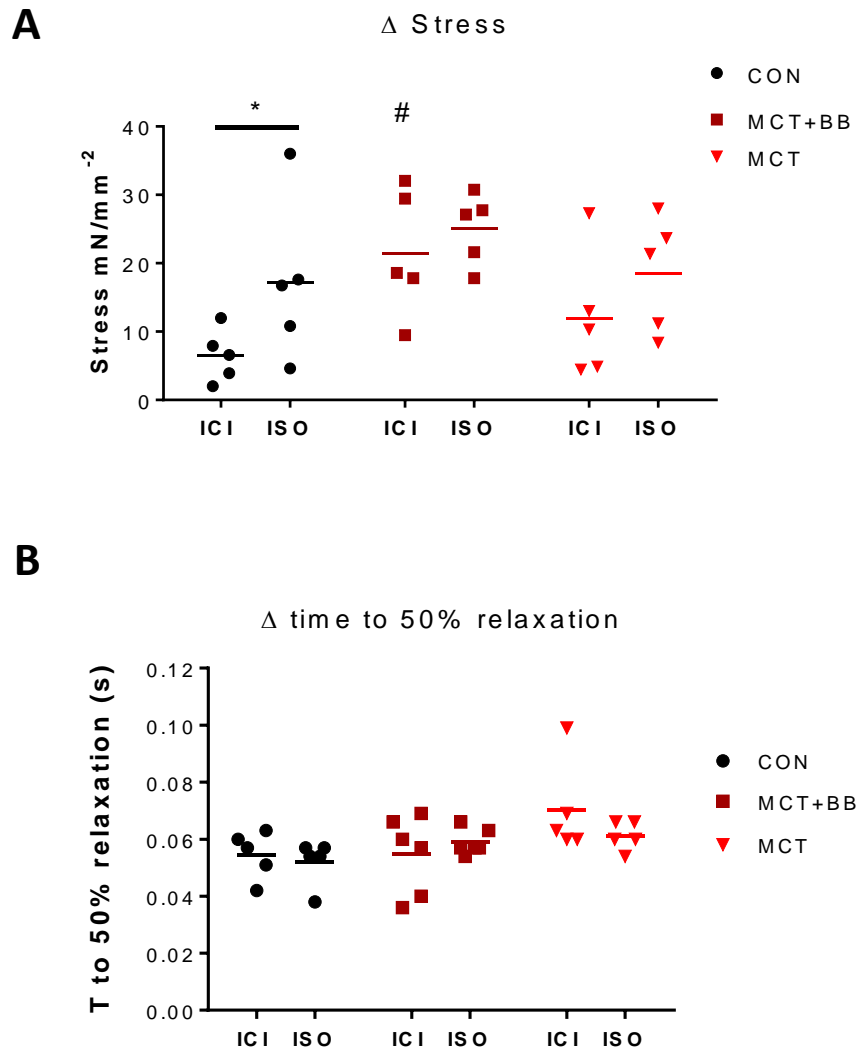 A
Δ Stress
CON
MCT+BB
MCT
*
#
Stress mN/mm⁻²
40
30
20
10
0
ICI ISO ICI ISO ICI ISO
B
Δ time to 50% relaxation
T to 50% relaxation (s)
0.12
0.10
0.08
0.06
0.04
0.02
0.00
CON
MCT+BB
MCT
ICI ISO ICI ISO ICI ISO